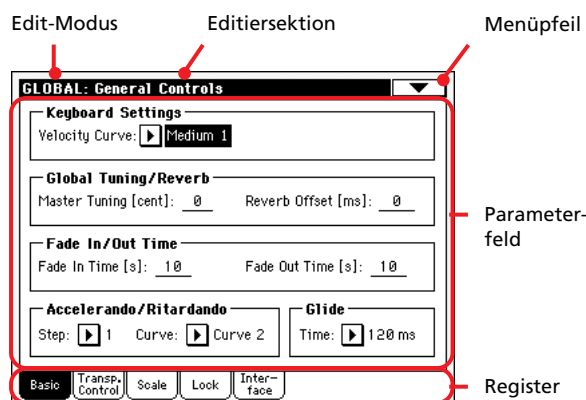 Edit-Modus
Editiersektion
Menüpfeil
GLOBAL: General Controls
Keyboard Settings
Velocity Curve: Medium 1
Global Tuning/Reverb
Master Tuning [cent]: 0 Reverb Offset [ms]: 0
Parameter-
feld
Fade In/Out Time
Fade In Time [s]: 10 Fade Out Time [s]: 10
Accelerando/Ritardando
Step: 1 Curve: Curve 2
Glide
Time: 120 ms
Basic
Transp.
Control
Scale
Lock
Inter-
face
Register